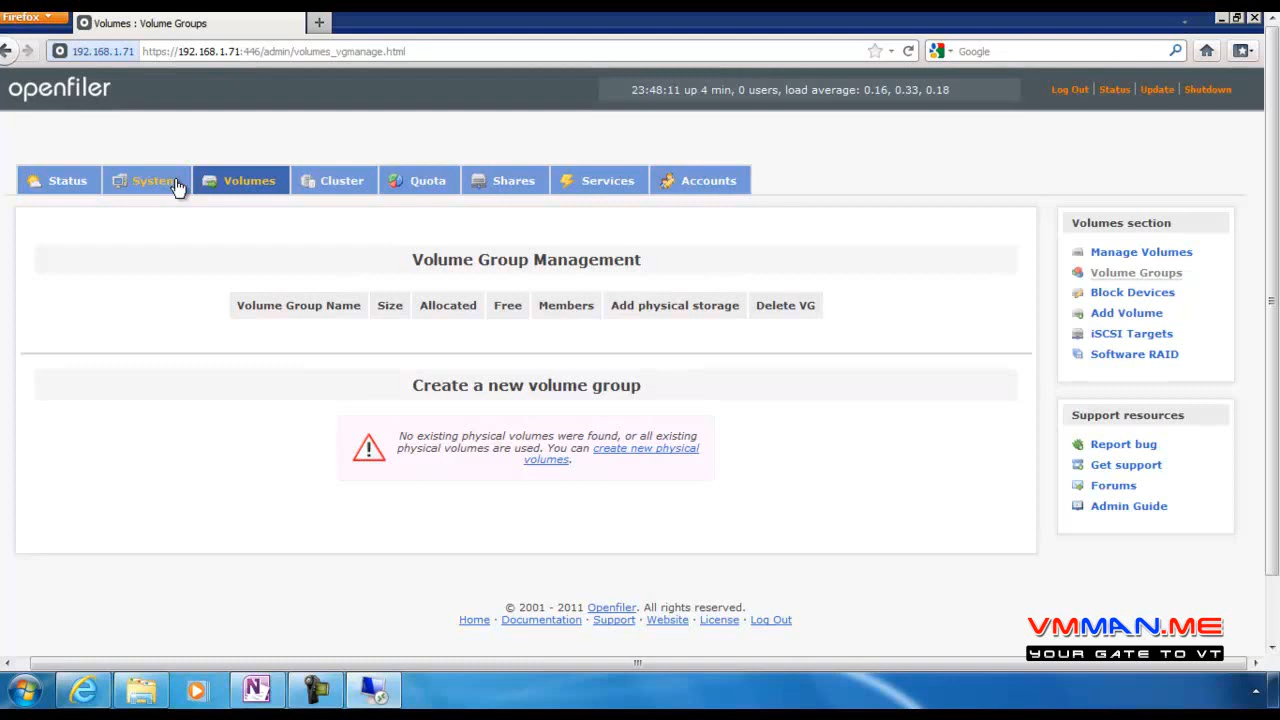 Firefox
Volumes : Volume Groups
192.168.1.71 https://192.168.1.71:446/admin/volumes_vgmanage.html
Google
openfiler
23:48:11 up 4 min, 0 users, load average: 0.16, 0.33, 0.18
Log Out | Status | Update | Shutdown
Status System Volumes Cluster Quota Shares Services Accounts
Volume Group Management
Volume Group Name Size Allocated Free Members Add physical storage Delete VG
Create a new volume group
No existing physical volumes were found, or all existing
physical volumes are used. You can create new physical
volumes.
Volumes section
Manage Volumes
Volume Groups
Block Devices
Add Volume
iSCSI Targets
Software RAID
Support resources
Report bug
Get support
Forums
Admin Guide
© 2001 - 2011 Openfiler. All rights reserved.
Home · Documentation · Support · Website · License · Log Out
VMMAN.ME
YOUR GATE TO VT